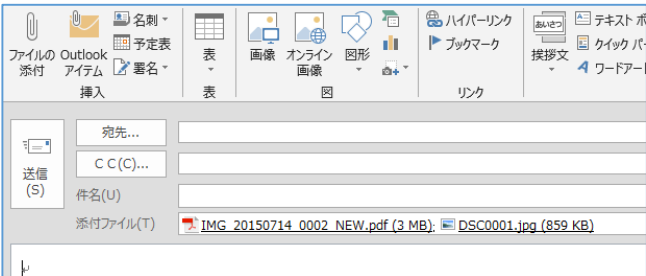 ファイルの 添付
Outlook アイテム
名刺
予定表
署名
挿入
表
表
画像
オンライン 画像
図形
図
ハイパーリンク
ブックマーク
リンク
あいさつ
挨拶文
テキスト
クイック
ワードアー
送信 (S)
宛先...
C C(C)...
件名(U)
添付ファイル(T)
IMG_20150714_0002_NEW.pdf (3 MB); DSC0001.jpg (859 KB)